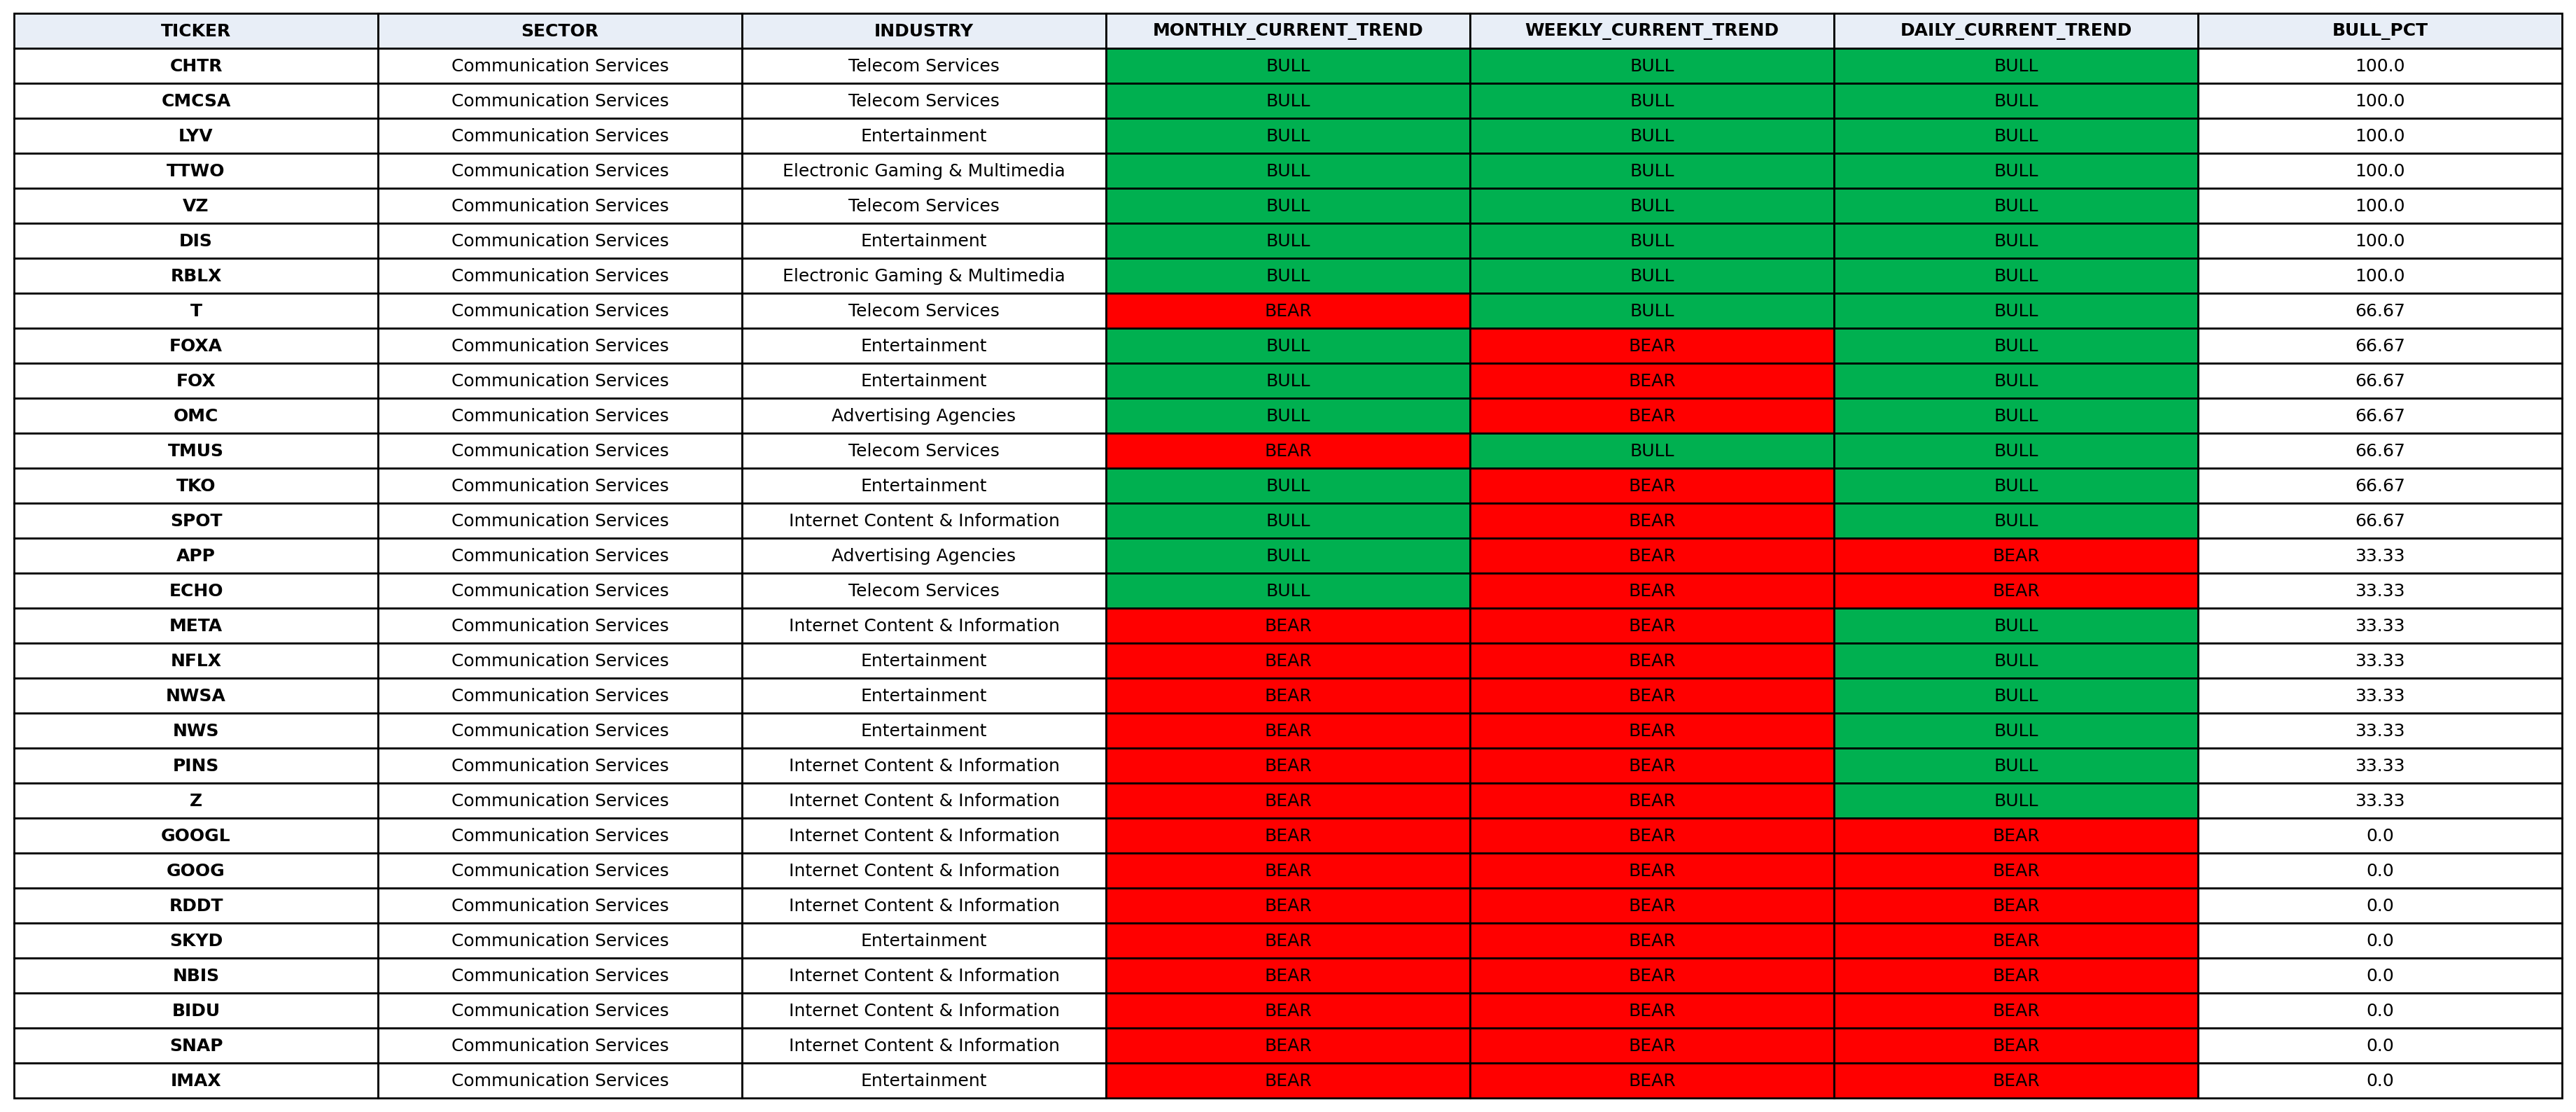 TICKER SECTOR INDUSTRY MONTHLY_CURRENT_TREND WEEKLY_CURRENT_TREND DAILY_CURRENT_TREND BULL_PCT
CHTR Communication Services Telecom Services BULL BULL BULL 100.0
CMCSA Communication Services Telecom Services BULL BULL BULL 100.0
LYV Communication Services Entertainment BULL BULL BULL 100.0
TTWO Communication Services Electronic Gaming & Multimedia BULL BULL BULL 100.0
VZ Communication Services Telecom Services BULL BULL BULL 100.0
DIS Communication Services Entertainment BULL BULL BULL 100.0
RBLX Communication Services Electronic Gaming & Multimedia BULL BULL BULL 100.0
T Communication Services Telecom Services BEAR BULL BULL 66.67
FOXA Communication Services Entertainment BULL BEAR BULL 66.67
FOX Communication Services Entertainment BULL BEAR BULL 66.67
OMC Communication Services Advertising Agencies BULL BEAR BULL 66.67
TMUS Communication Services Telecom Services BEAR BULL BULL 66.67
TKO Communication Services Entertainment BULL BEAR BULL 66.67
SPOT Communication Services Internet Content & Information BULL BEAR BULL 66.67
APP Communication Services Advertising Agencies BULL BEAR BEAR 33.33
ECHO Communication Services Telecom Services BULL BEAR BEAR 33.33
META Communication Services Internet Content & Information BEAR BEAR BULL 33.33
NFLX Communication Services Entertainment BEAR BEAR BULL 33.33
NWSA Communication Services Entertainment BEAR BEAR BULL 33.33
NWS Communication Services Entertainment BEAR BEAR BULL 33.33
PINS Communication Services Internet Content & Information BEAR BEAR BULL 33.33
Z Communication Services Internet Content & Information BEAR BEAR BULL 33.33
GOOGL Communication Services Internet Content & Information BEAR BEAR BEAR 0.0
GOOG Communication Services Internet Content & Information BEAR BEAR BEAR 0.0
RDDT Communication Services Internet Content & Information BEAR BEAR BEAR 0.0
SKYD Communication Services Entertainment BEAR BEAR BEAR 0.0
NBIS Communication Services Internet Content & Information BEAR BEAR BEAR 0.0
BIDU Communication Services Internet Content & Information BEAR BEAR BEAR 0.0
SNAP Communication Services Internet Content & Information BEAR BEAR BEAR 0.0
IMAX Communication Services Entertainment BEAR BEAR BEAR 0.0